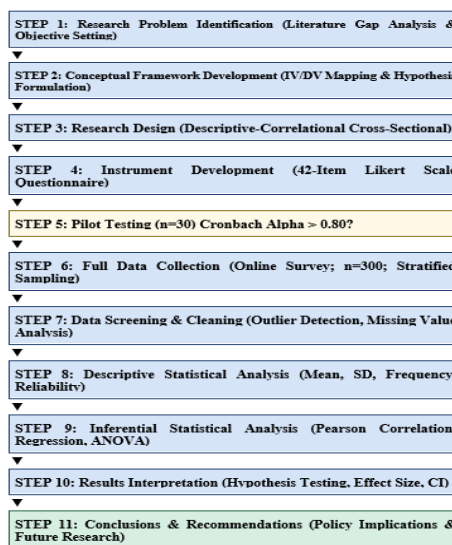 STEP 1: Research Problem Identification (Literature Gap Analysis &
Objective Setting)
STEP 2: Conceptual Framework Development (IV/DV Mapping & Hypothesis
Formulation)
STEP 3: Research Design (Descriptive-Correlational Cross-Sectional)
STEP 4: Instrument Development (42-Item Likert Scale
Questionnaire)
STEP 5: Pilot Testing (n=30) Cronbach Alpha > 0.80?
STEP 6: Full Data Collection (Online Survey; n=300; Stratified
Sampling)
STEP 7: Data Screening & Cleaning (Outlier Detection, Missing Value
Analysis)
STEP 8: Descriptive Statistical Analysis (Mean, SD, Frequency,
Reliability)
STEP 9: Inferential Statistical Analysis (Pearson Correlation,
Regression, ANOVA)
STEP 10: Results Interpretation (Hypothesis Testing, Effect Size, CI)
STEP 11: Conclusions & Recommendations (Policy Implications &
Future Research)